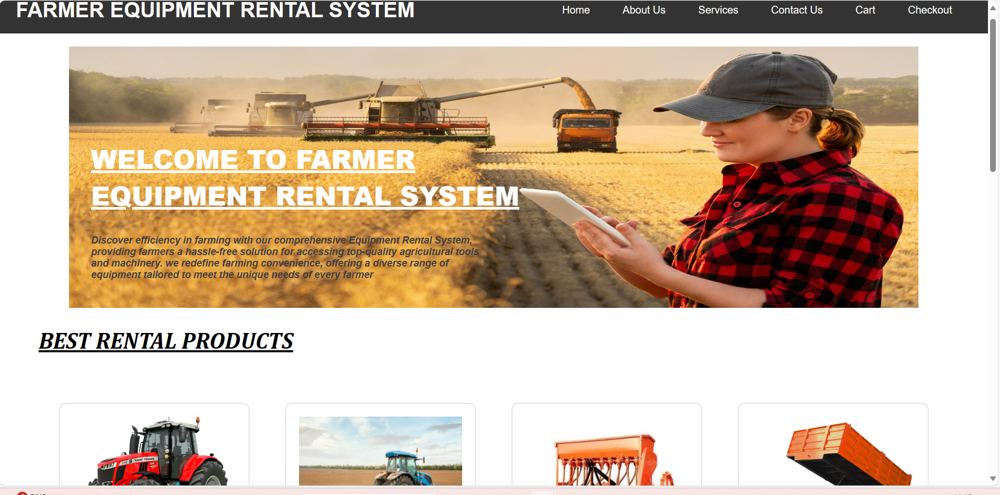 FARMER EQUIPMENT RENTAL SYSTEM
Home About Us Services Contact Us Cart Checkout
WELCOME TO FARMER
EQUIPMENT RENTAL SYSTEM
Discover efficiency in farming with our comprehensive Equipment Rental System,
providing farmers a hassle-free solution for accessing top-quality agricultural tools
and machinery. we redefine farming convenience, offering a diverse range of
equipment tailored to meet the unique needs of every farmer
BEST RENTAL PRODUCTS
MASSEY FERGUSON